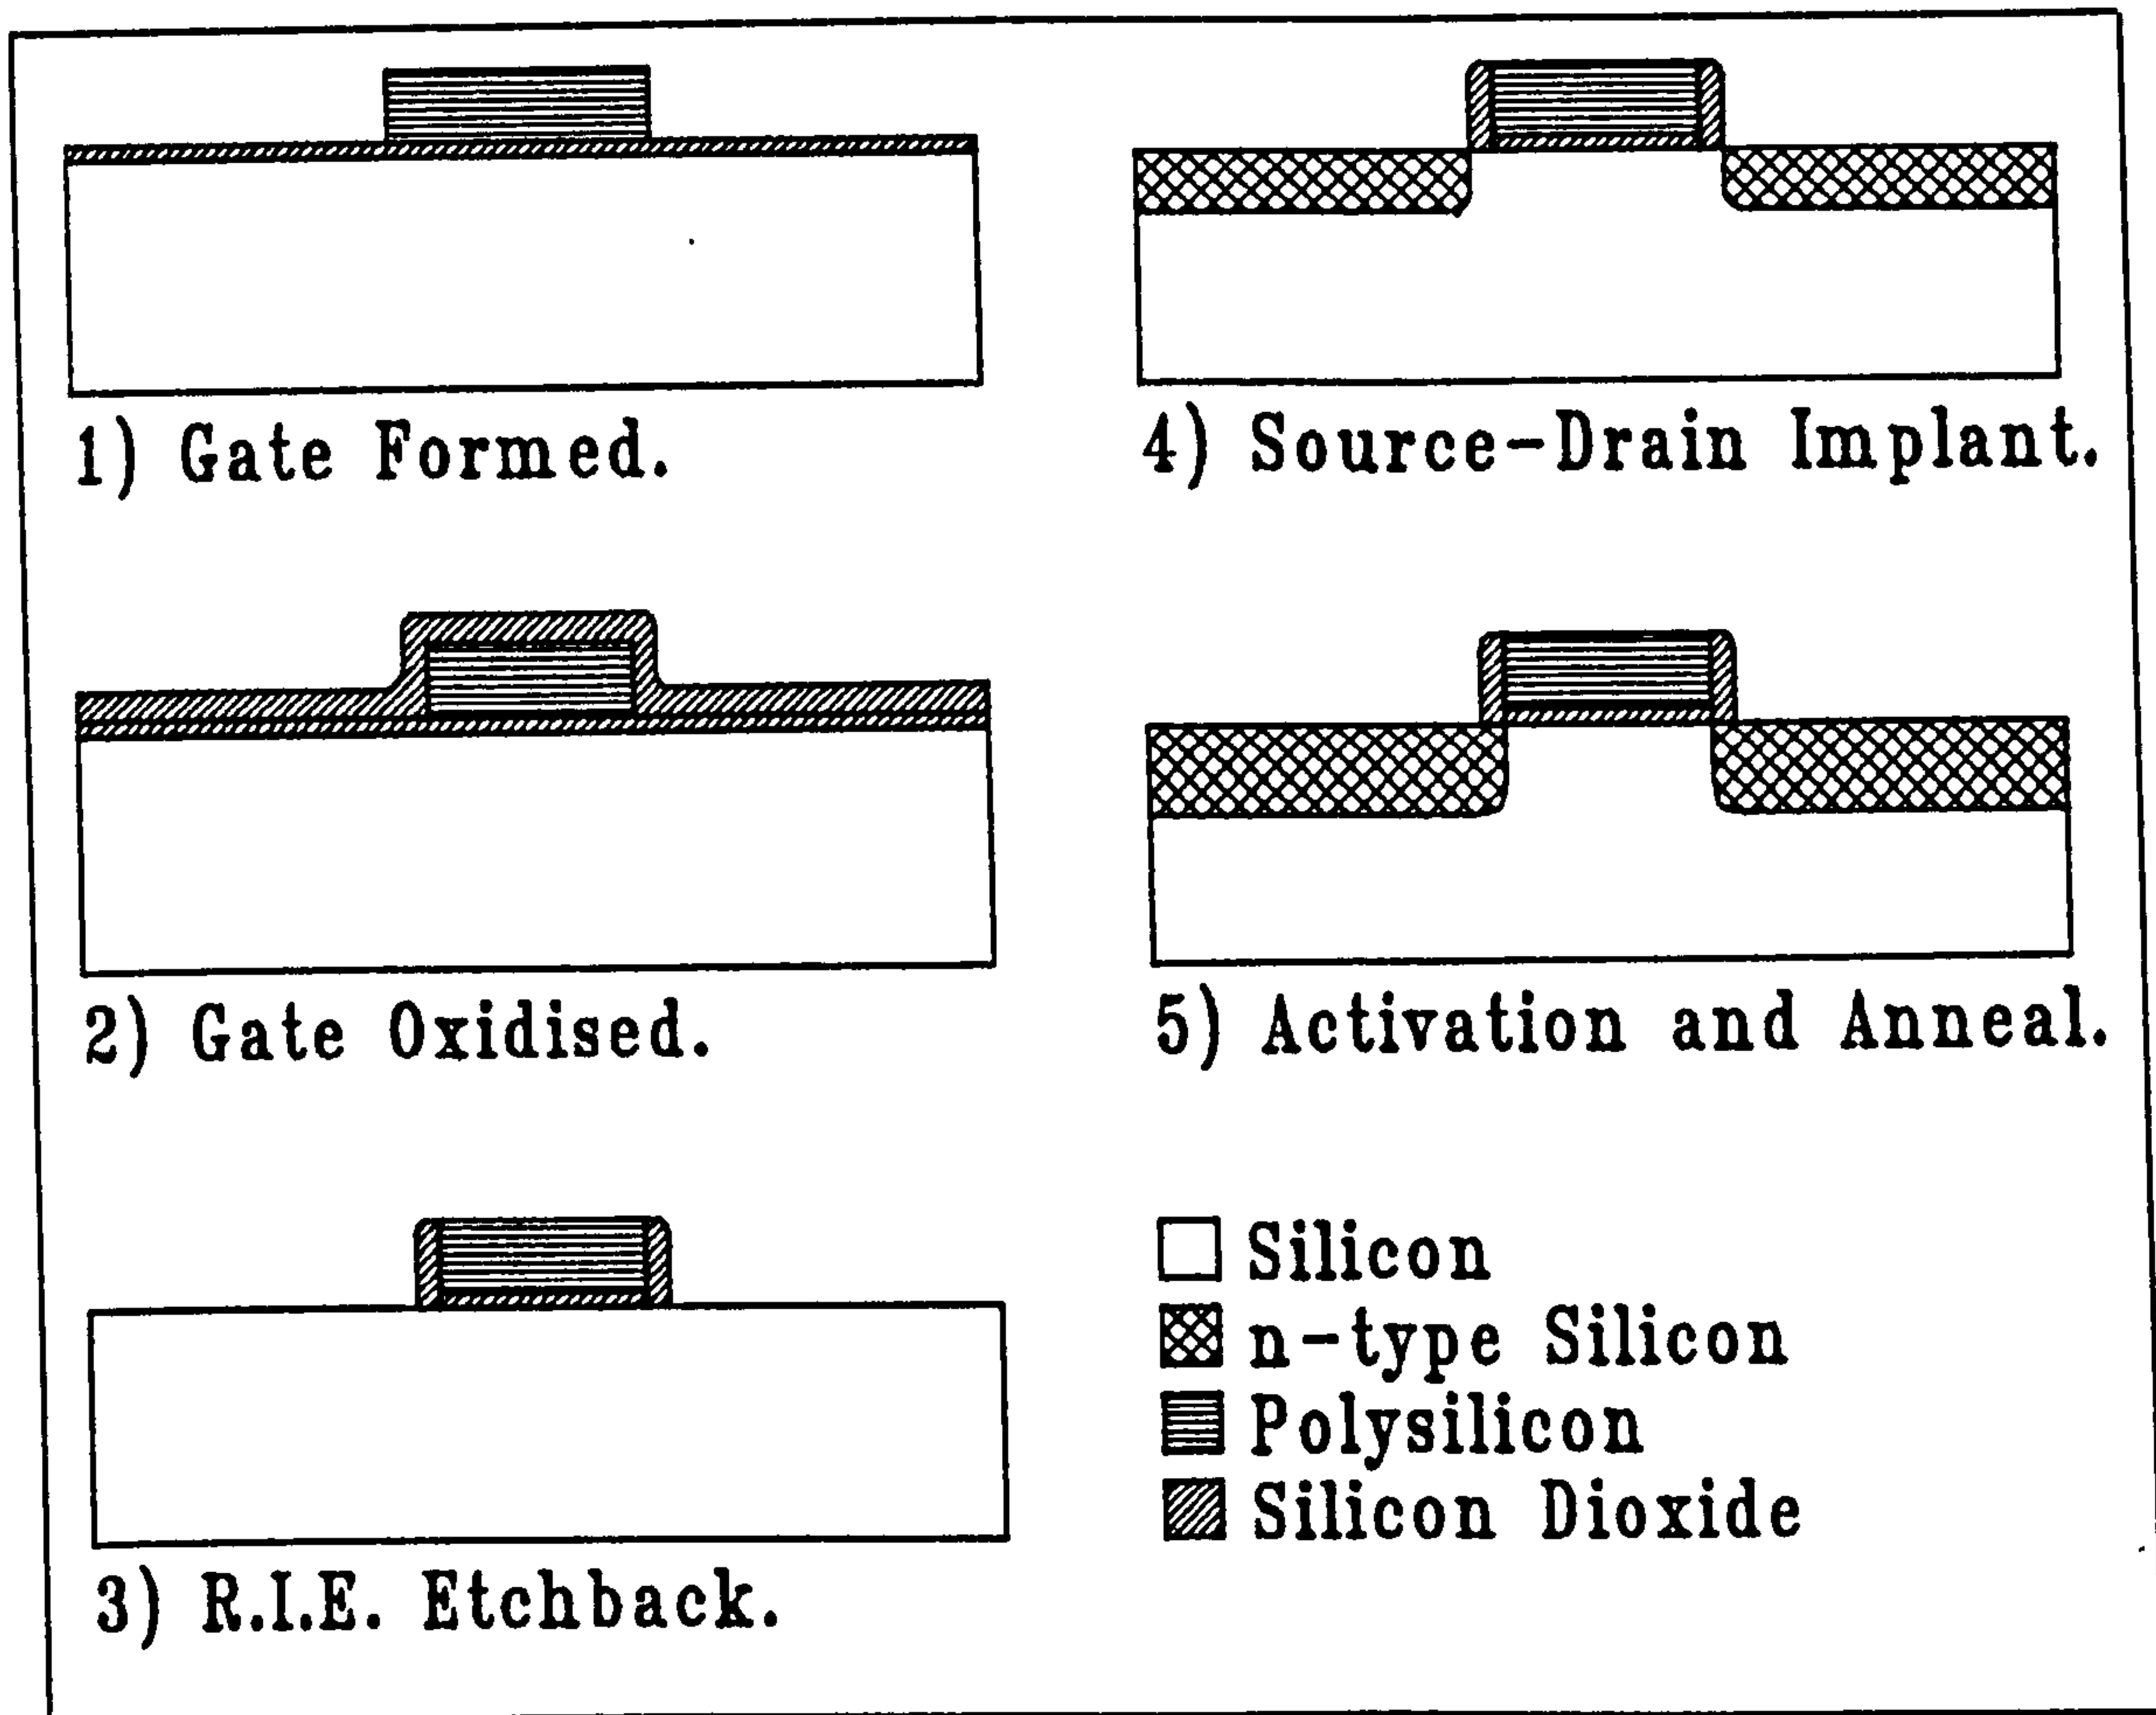 1) Gate Formed.
2) Gate Oxidised.
3) R.I.E. Etchback.
4) Source-Drain Implant.
5) Activation and Anneal.
Silicon
n-type Silicon
Polysilicon
Silicon Dioxide